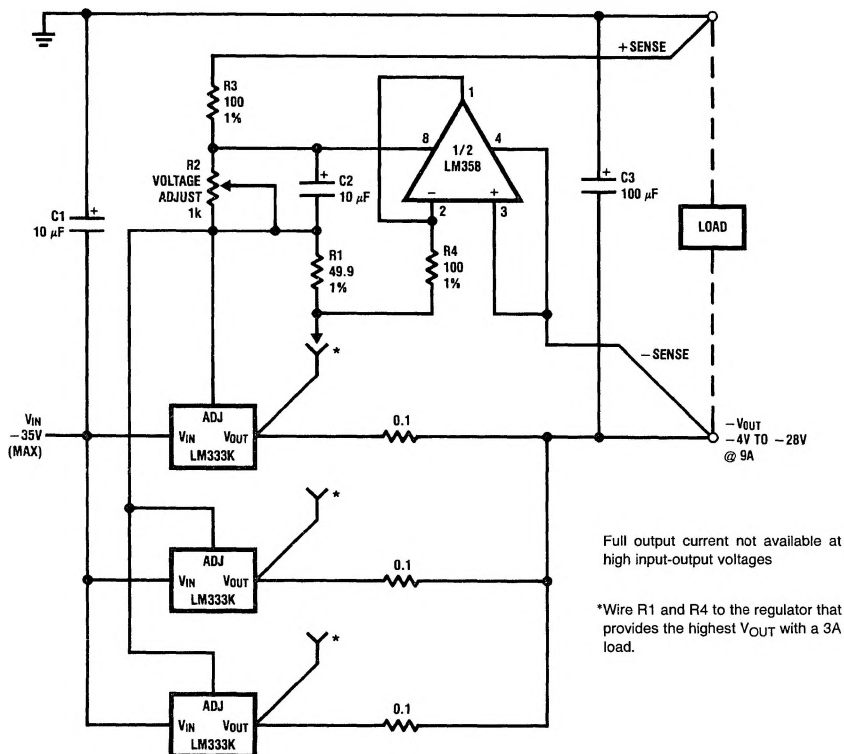 +SENSE
R3
100
1%
1
8
1/2
LM358
4
R2
VOLTAGE
ADJUST
1k
+
C2
10 µF
−
+
2
3
+
C3
100 µF
LOAD
+
C1
10 µF
R1
49.9
1%
R4
100
1%
*
−SENSE
VIN
−35V
(MAX)
ADJ
VIN
VOUT
LM333K
0.1
−VOUT
−4V TO −28V
@ 9A
*
ADJ
VIN
VOUT
LM333K
0.1
Full output current not available at
high input-output voltages
*
*Wire R1 and R4 to the regulator that
provides the highest VOUT with a 3A
load.
ADJ
VIN
VOUT
LM333K
0.1